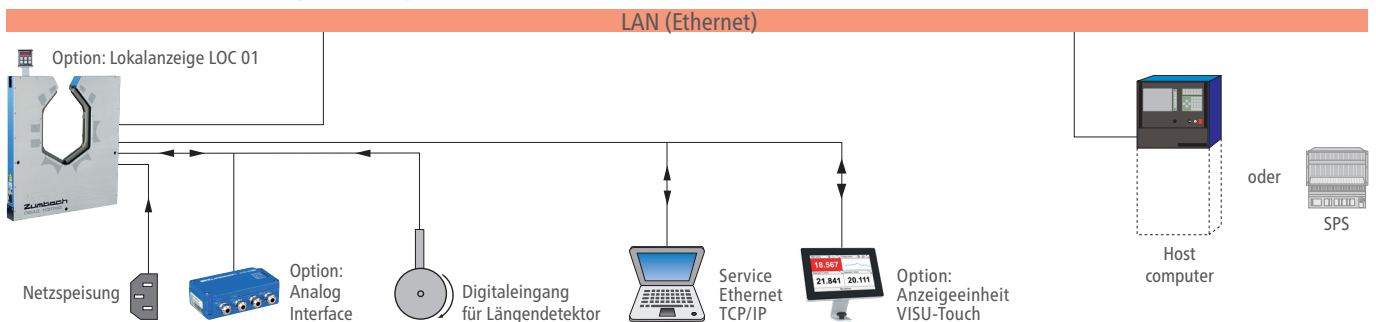 LAN (Ethernet)
Option: Lokalanzeige LOC 01
Zumbach
oder
SPS
Host
computer
Netzspeisung
Option:
Analog
Interface
Digitaleingang
für Längendetektor
Service
Ethernet
TCP/IP
18.567
21.841 20.111
Option:
Anzeigeeinheit
VISU-Touch